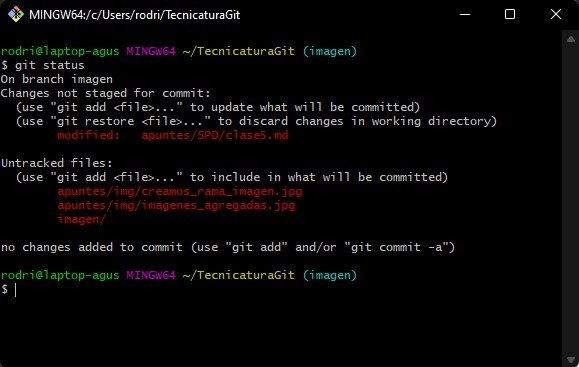 MINGW64:/c/Users/rodri/TecnicaturaGit
rodri@laptop-agus MINGW64 ~/TecnicaturaGit (imagen)
$ git status
On branch imagen
Changes not staged for commit:
  (use "git add <file>..." to update what will be committed)
  (use "git restore <file>..." to discard changes in working directory)
        modified:   apuntes/SPD/clase5.md
Untracked files:
  (use "git add <file>..." to include in what will be committed)
        apuntes/img/creamos_rama_imagen.jpg
        apuntes/img/imagenes_agregadas.jpg
        imagen/
no changes added to commit (use "git add" and/or "git commit -a")
rodri@laptop-agus MINGW64 ~/TecnicaturaGit (imagen)
$